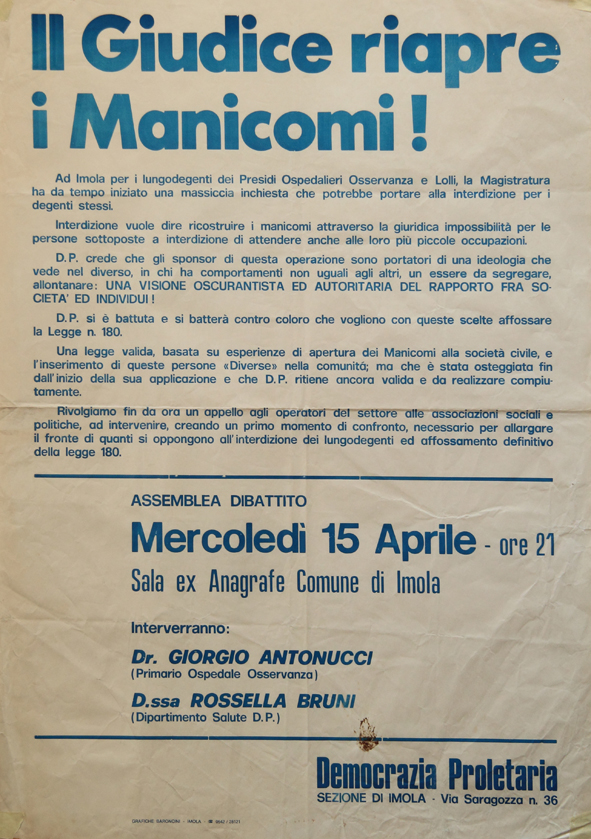 Il Giudice riapre
i Manicomi!
Ad Imola per i lungodegenti dei Presidi Ospedalieri Osservanza e Lolli, la Magistratura
ha da tempo iniziato una massiccia inchiesta che potrebbe portare alla interdizione per i
degenti stessi.
Interdizione vuole dire ricostruire i manicomi attraverso la giuridica impossibilità per le
persone sottoposte a interdizione di attendere anche alle loro più piccole occupazioni.
D.P. crede che gli sponsor di questa operazione sono portatori di una ideologia che
vede nel diverso, in chi ha comportamenti non uguali agli altri, un essere da segregare,
allontanare: UNA VISIONE OSCURANTISTA ED AUTORITARIA DEL RAPPORTO FRA SO-
CIETA' ED INDIVIDUI!
D.P. si è battuta e si batterà contro coloro che vogliono con queste scelte affossare
la Legge n. 180.
Una legge valida, basata su esperienze di apertura dei Manicomi alla società civile, e
l'inserimento di queste persone «Diverse» nella comunità; ma che è stata osteggiata fin
dall'inizio della sua applicazione e che D.P. ritiene ancora valida e da realizzare compiu-
tamente.
Rivolgiamo fin da ora un appello agli operatori del settore alle associazioni sociali e
politiche, ad intervenire, creando un primo momento di confronto, necessario per allargare
il fronte di quanti si oppongono all'interdizione dei lungodegenti ed affossamento definitivo
della legge 180.
ASSEMBLEA DIBATTITO
Mercoledì 15 Aprile - ore 21
Sala ex Anagrafe Comune di Imola
Interverranno:
Dr. GIORGIO ANTONUCCI
(Primario Ospedale Osservanza)
D.ssa ROSSELLA BRUNI
(Dipartimento Salute D.P.)
Democrazia Proletaria
SEZIONE DI IMOLA - Via Saragozza n. 36
GRAFICHE - IMOLA -